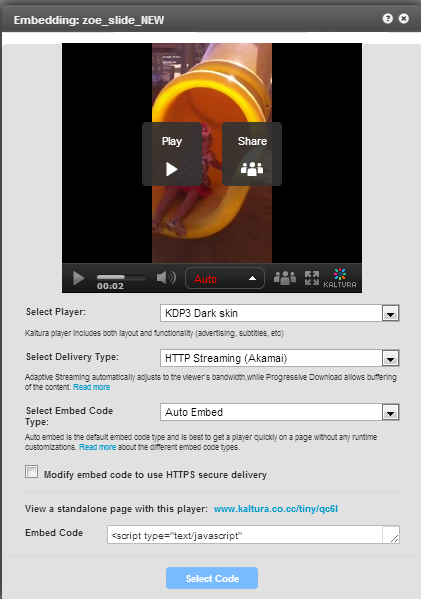 Embedding: zoe_slide_NEW
Play
Share
00:02
Auto
KALTURA
Select Player:
KDP3 Dark skin
Kaltura player includes both layout and functionality (advertising, subtitles, etc)
Select Delivery Type:
HTTP Streaming (Akamai)
Adaptive Streaming automatically adjusts to the viewer's bandwidth,while Progressive Download allows buffering
of the content. Read more
Select Embed Code
Type:
Auto Embed
Auto embed is the default embed code type and is best to get a player quickly on a page without any runtime
customizations. Read more about the different embed code types.
Modify embed code to use HTTPS secure delivery
View a standalone page with this player: www.kaltura.co.cc/tiny/qc6l
Embed Code
<script type="text/javascript"
Select Code